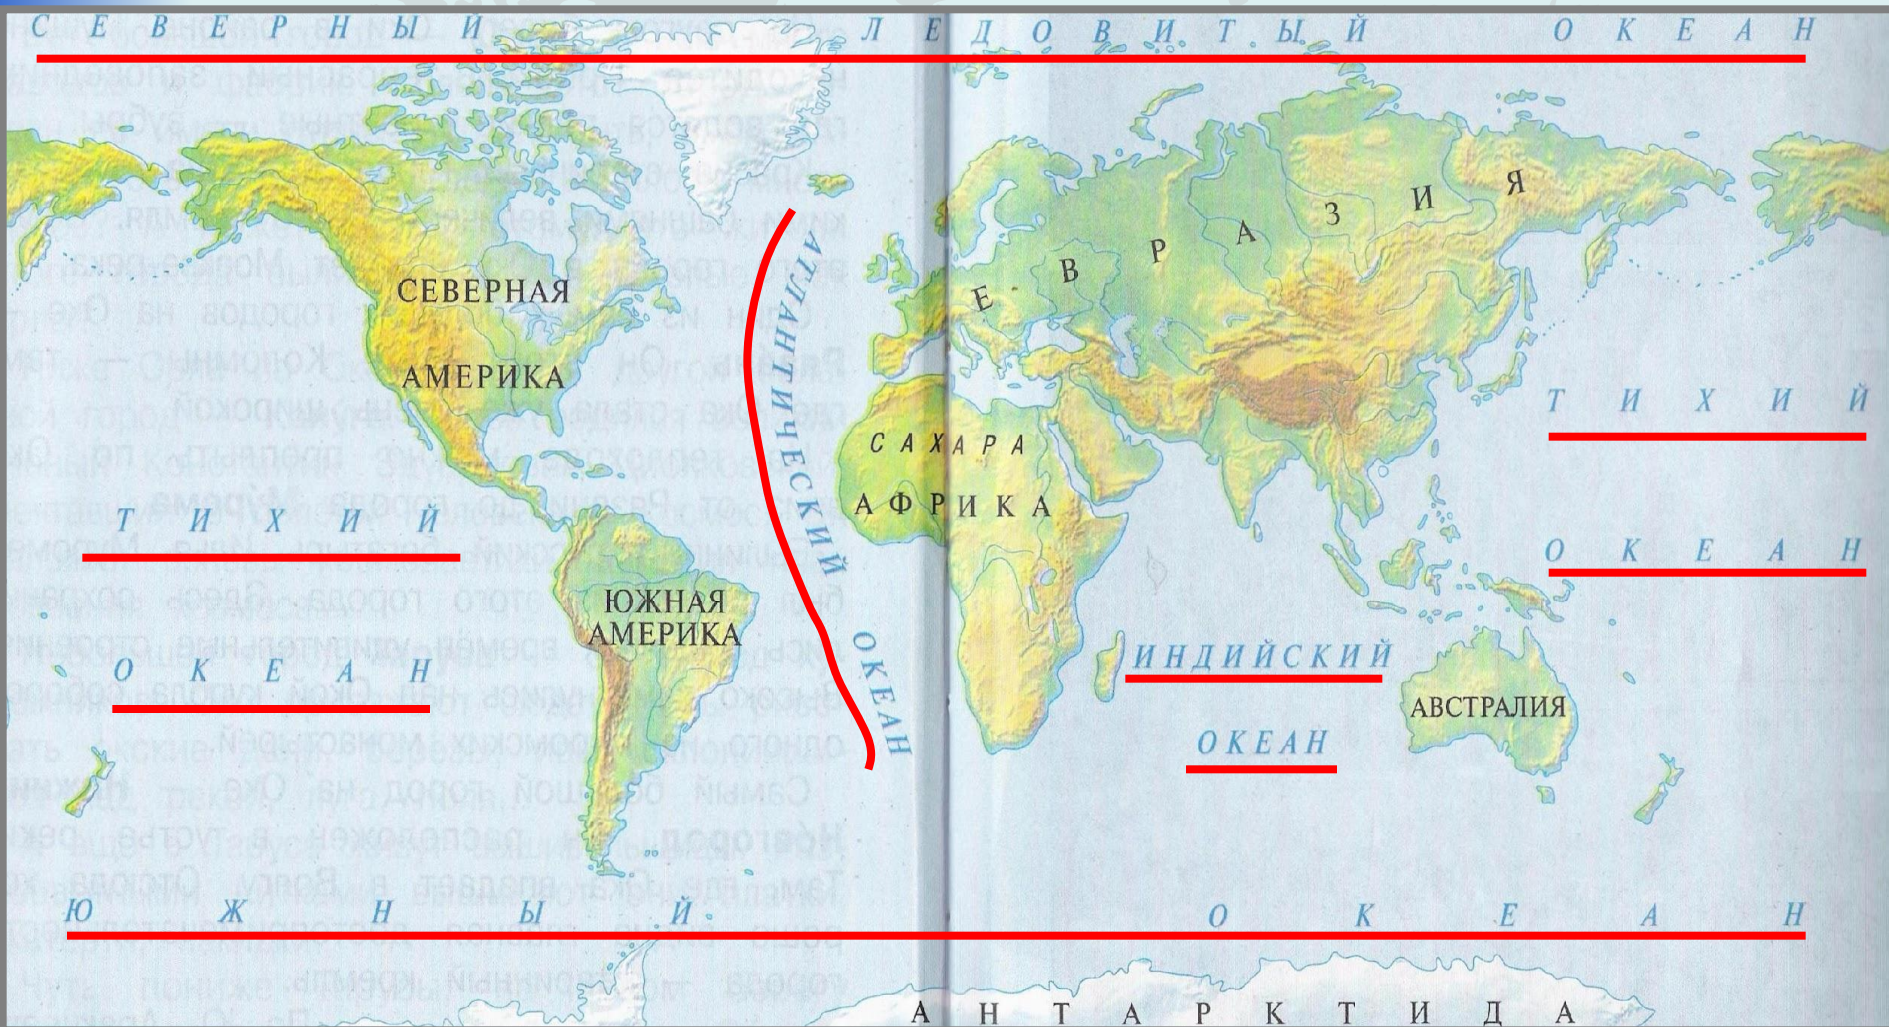 СЕВЕРНЫЙ ЛЕДОВИТЫЙ ОКЕАН
ЕВРАЗИЯ
АТЛАНТИЧЕСКИЙ ОКЕАН
СЕВЕРНАЯ
АМЕРИКА
ТИХИЙ
САХАРА
АФРИКА
ТИХИЙ
ОКЕАН
ЮЖНАЯ
АМЕРИКА
ОКЕАН
ИНДИЙСКИЙ
ОКЕАН
АВСТРАЛИЯ
ЮЖНЫЙ ОКЕАН
АНТАРКТИДА